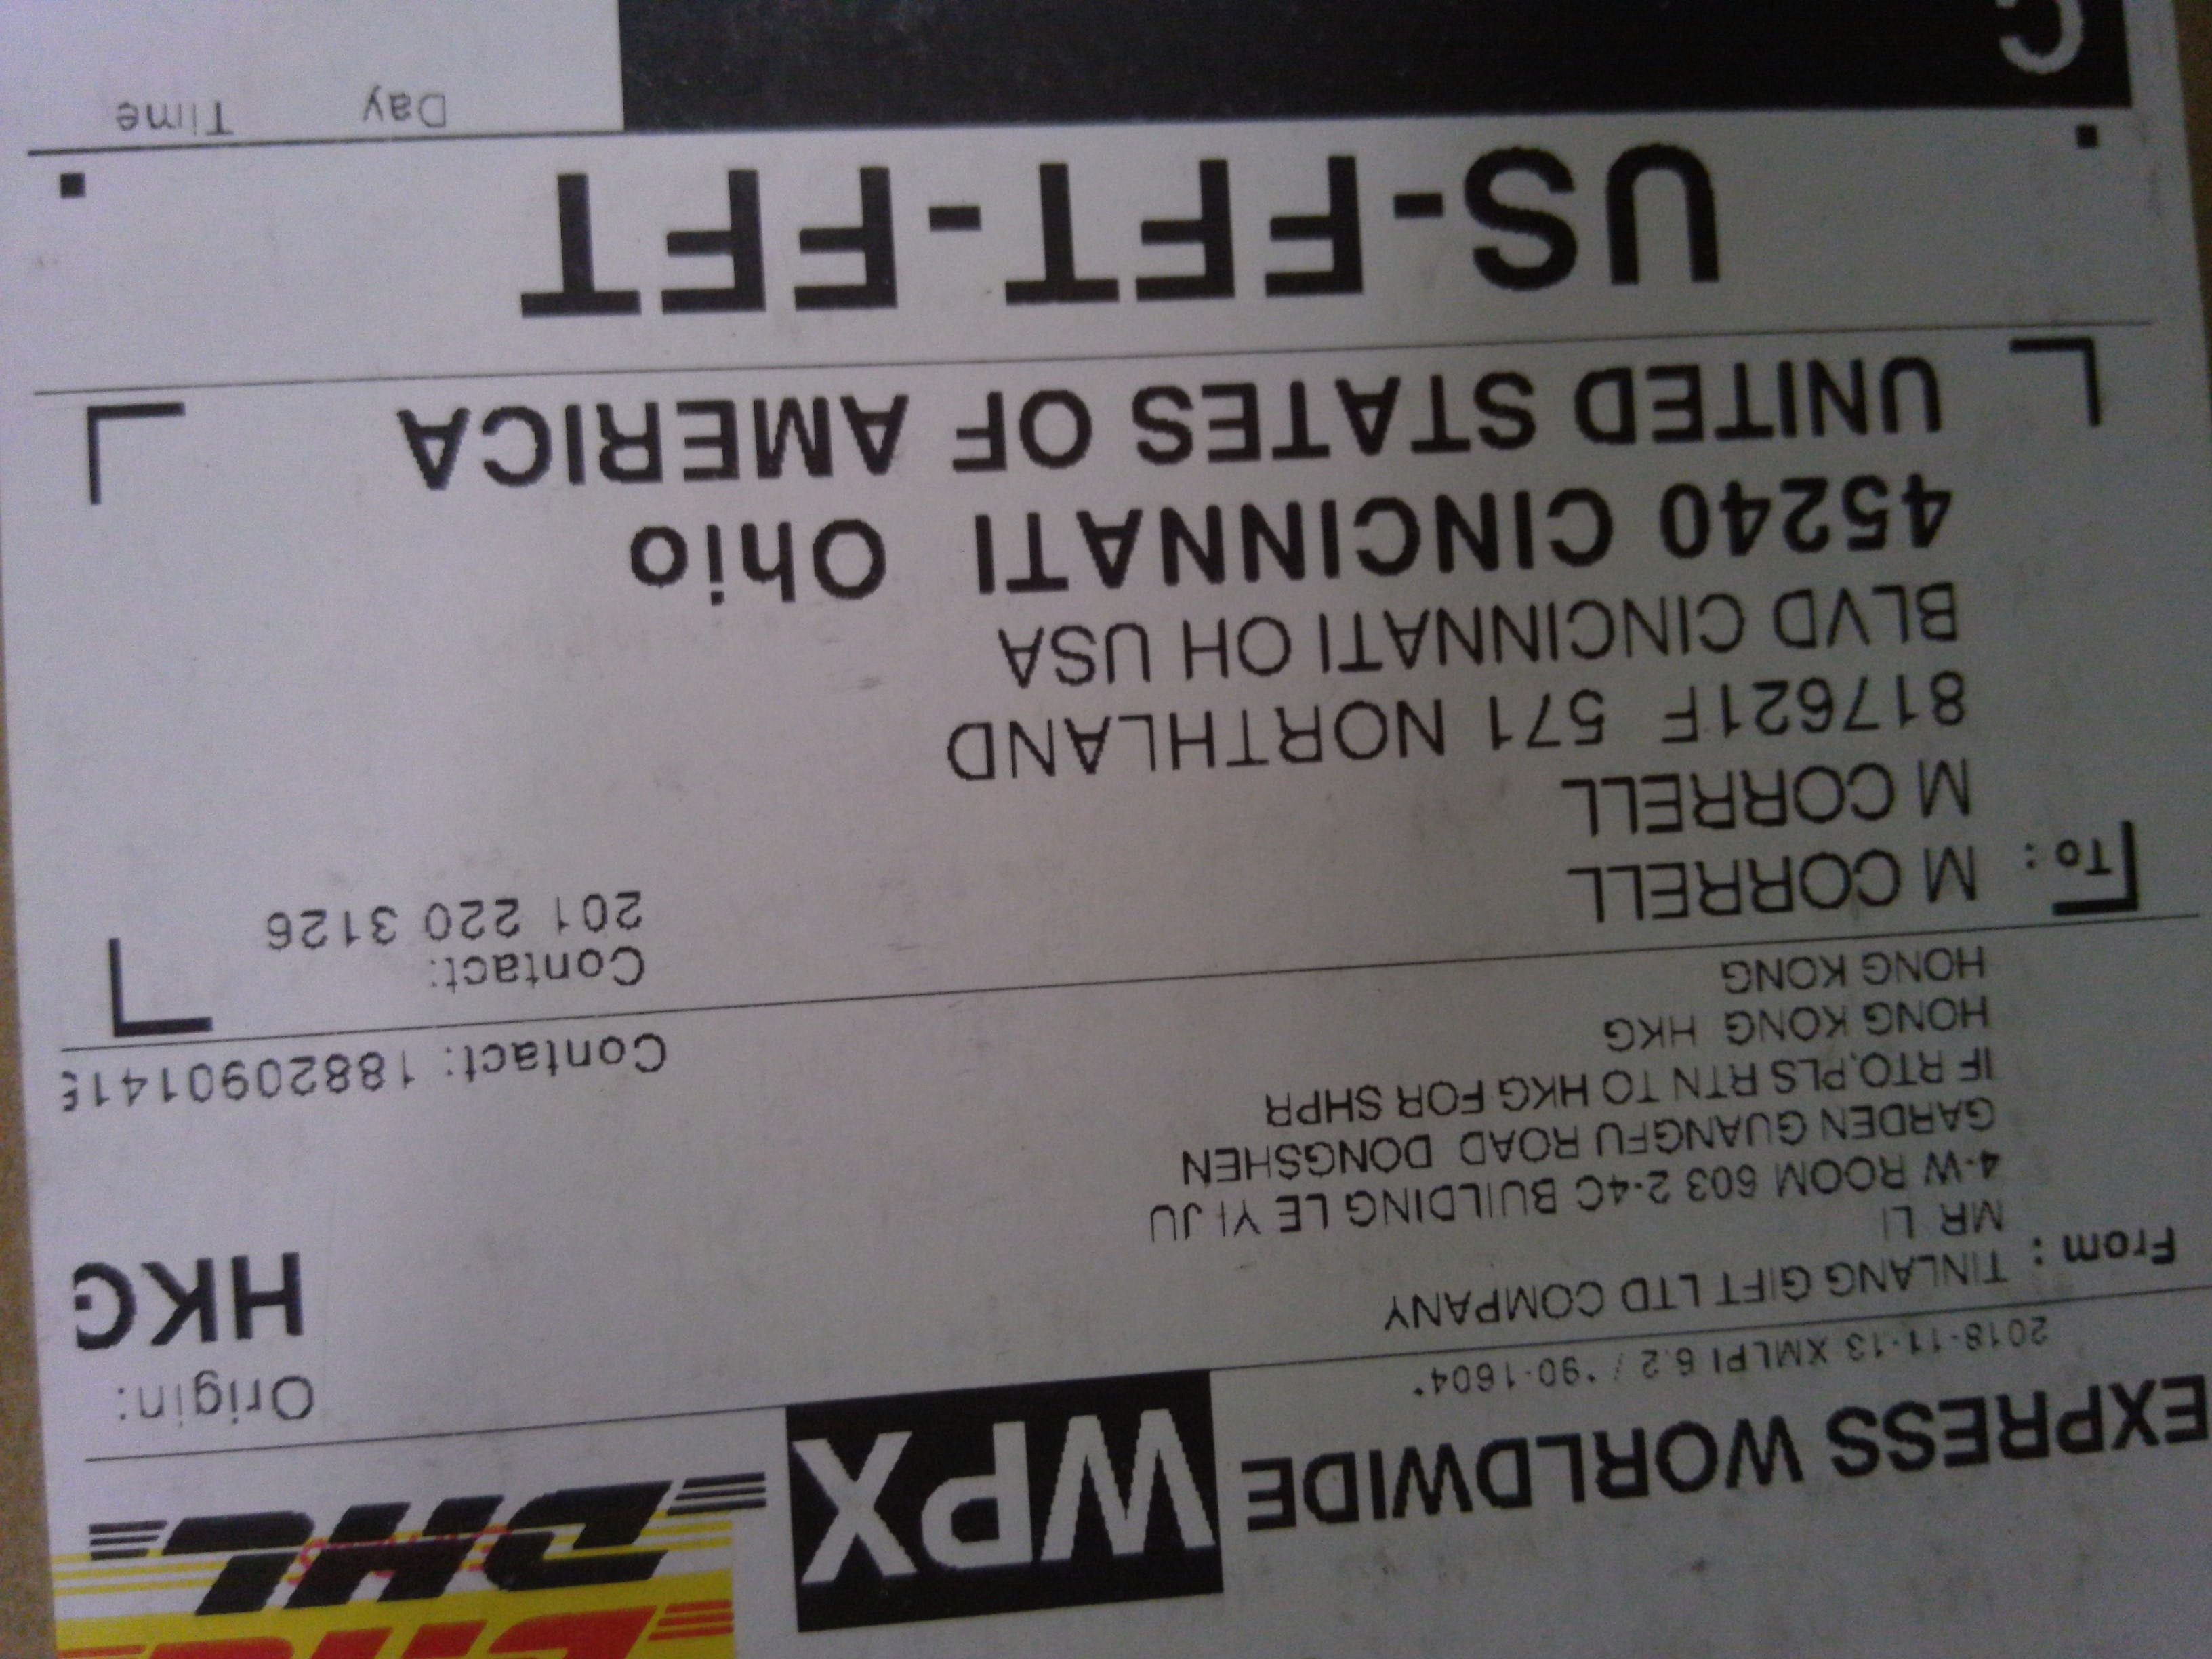 DHL
EXPRESS WORLDWIDE WPX
DHL
2018-11-13 XMLPI 6.2 / *90-1604*
Origin:
HKG
From : TINLANG GIFT LTD COMPANY
MR LI
4-W ROOM 603 2-4C BUILDING LE YI JU
GARDEN GUANGFU ROAD DONGSHEN
IF RTO,PLS RTN TO HKG FOR SHPR
HONG KONG HKG
HONG KONG
Contact: 1882090141
To : M CORRELL
M CORRELL
817621F 571 NORTHLAND
BLVD CINCINNATI OH USA
45240 CINCINNATI Ohio
UNITED STATES OF AMERICA
Contact:
201 220 3126
US-FFT-FFT
C
Day Time